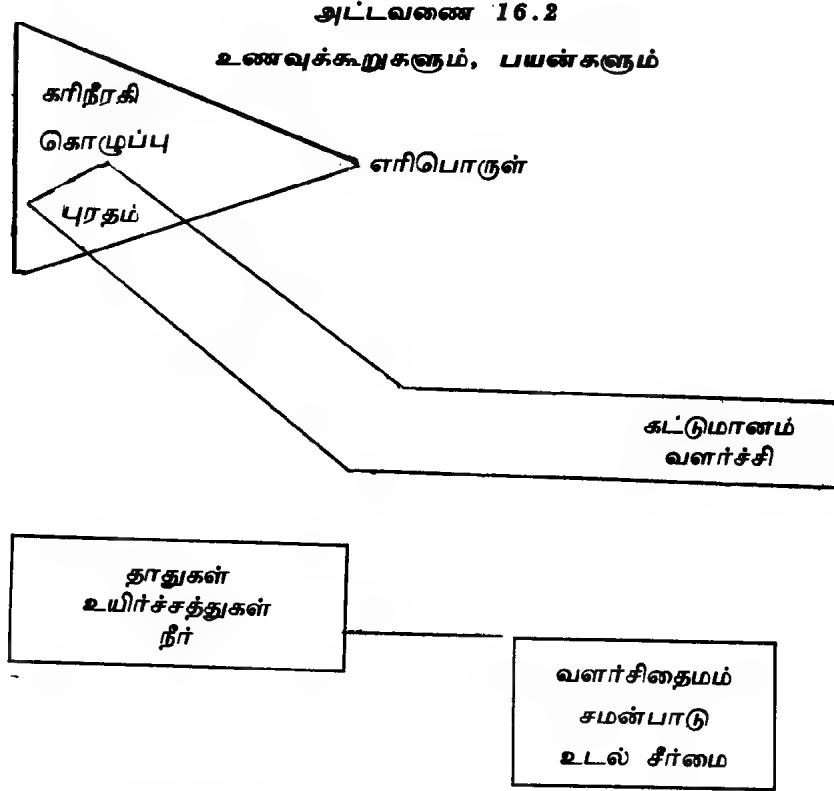 அட்டவணை 16.2
உணவுக்கூறுகளும், பயன்களும்
கரிநீரகி
கொழுப்பு
எரிபொருள்
புரதம்
கட்டுமானம்
வளர்ச்சி
தாதுகள்
உயிர்ச்சத்துகள்
நீர்
வளர்சிதைமம்
சமன்பாடு
உடல் சீர்மை